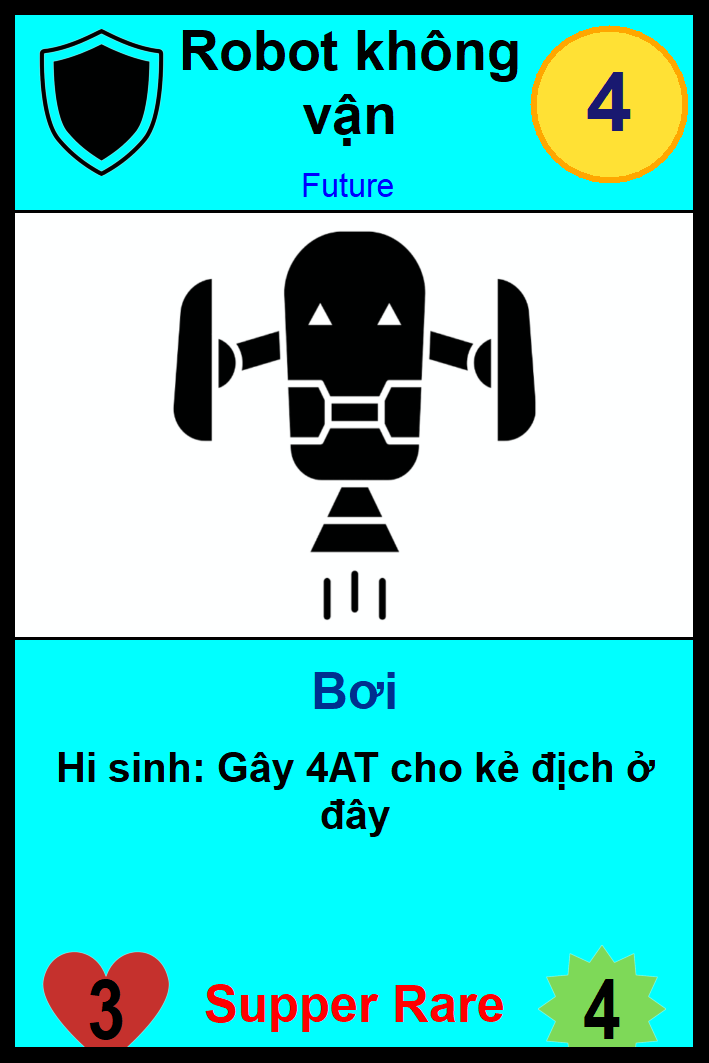 Robot không
vận
4
Future
Bơi
Hi sinh: Gây 4AT cho kẻ địch ở
đây
3
Supper Rare
4